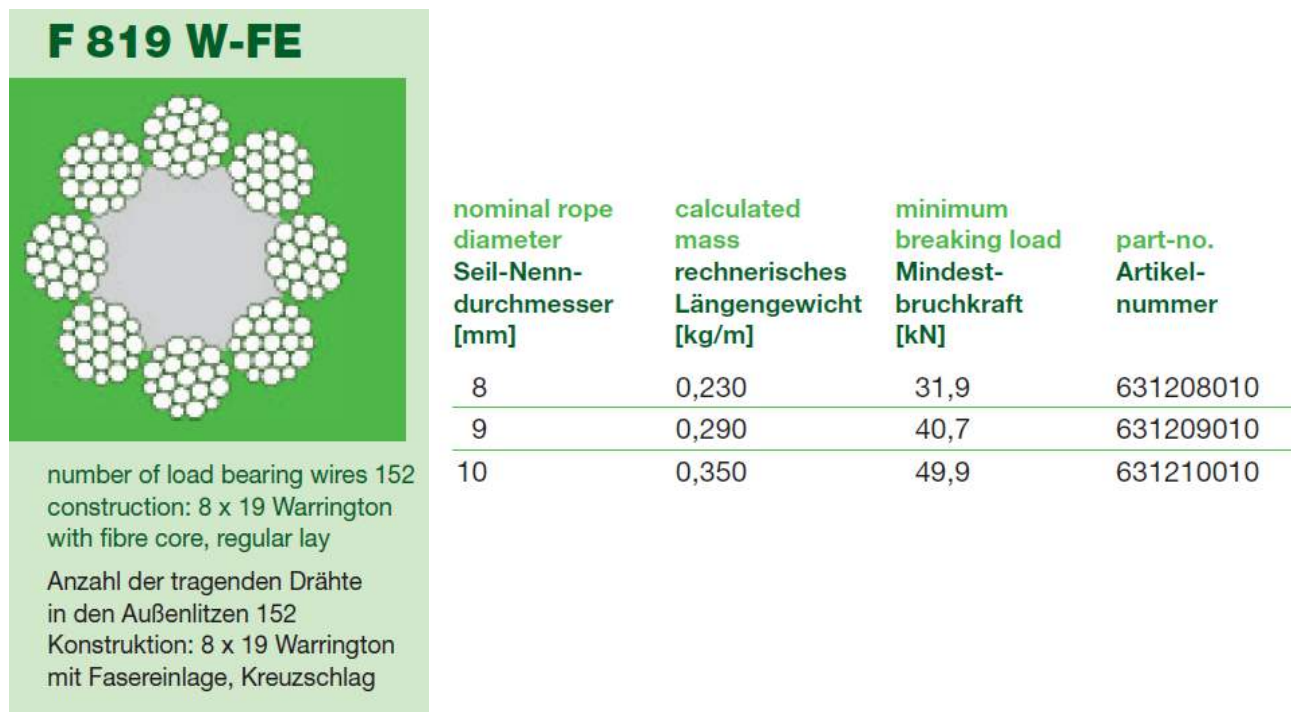 F 819 W-FE
number of load bearing wires 152
construction: 8 x 19 Warrington
with fibre core, regular lay
Anzahl der tragenden Drähte
in den Außenlitzen 152
Konstruktion: 8 x 19 Warrington
mit Fasereinlage, Kreuzschlag
nominal rope calculated minimum
diameter mass breaking load part-no.
Seil-Nenn- rechnerisches Mindest- Artikel-
durchmesser Längengewicht bruchkraft nummer
[mm] [kg/m] [kN]
8 0,230 31,9 631208010
9 0,290 40,7 631209010
10 0,350 49,9 631210010